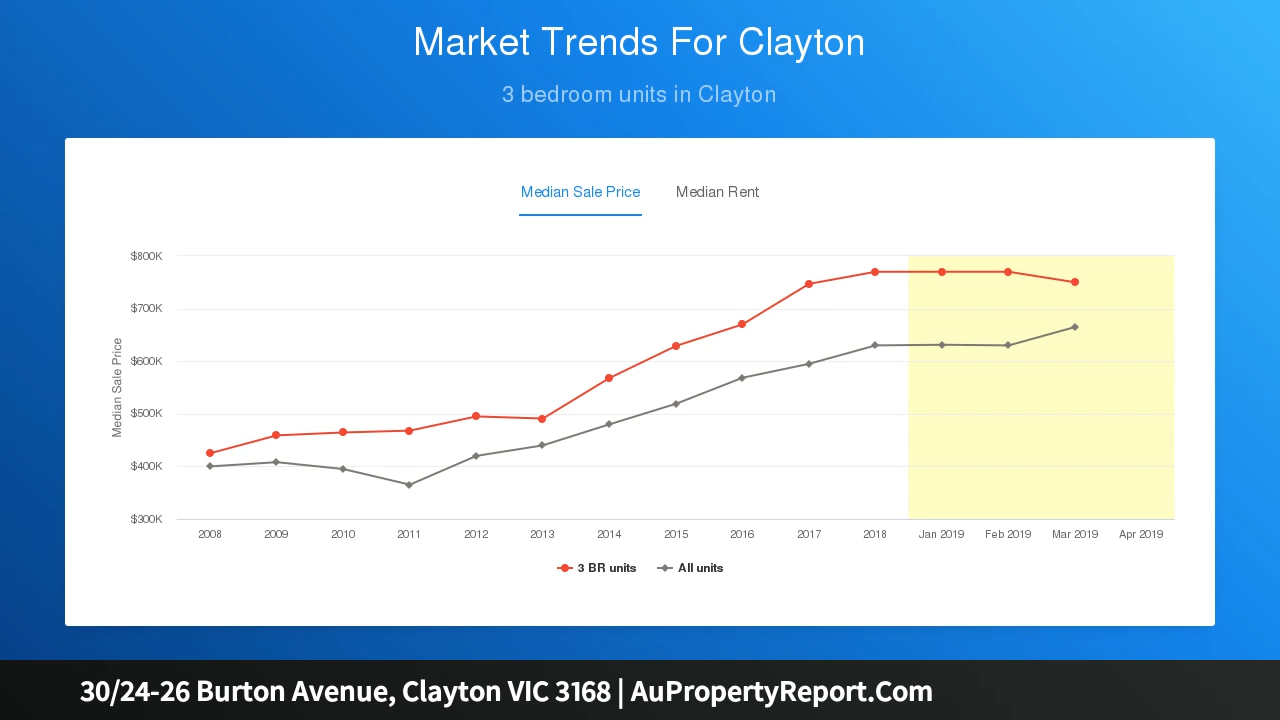 Market Trends For Clayton
3 bedroom units in Clayton
Median Sale Price Median Rent
$800K
$700K
$600K
$500K
$400K
$300K
Median Sale Price
2008 2009 2010 2011 2012 2013 2014 2015 2016 2017 2018 Jan 2019 Feb 2019 Mar 2019 Apr 2019
3 BR units All units
30/24-26 Burton Avenue, Clayton VIC 3168 | AuPropertyReport.Com